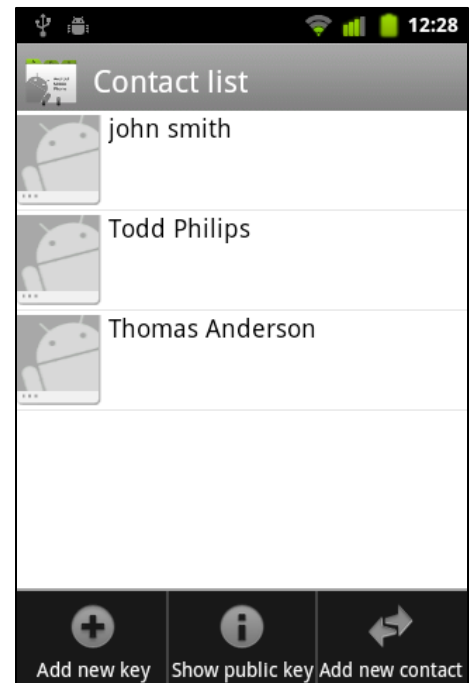 12:28
Contact list
john smith
Todd Philips
Thomas Anderson
Add new key Show public key Add new contact